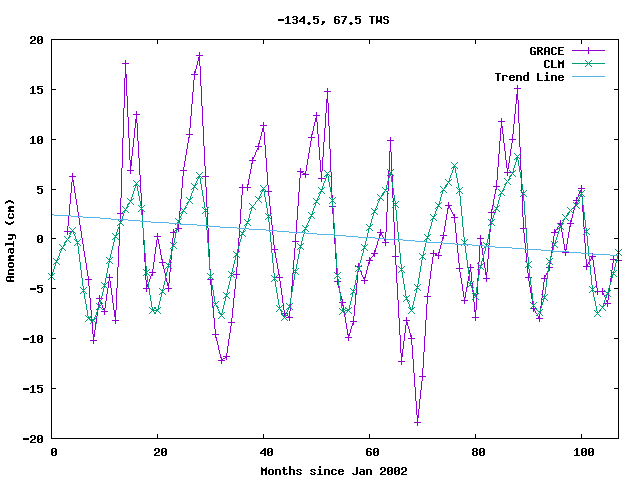 -134.5, 67.5 TWS
GRACE
CLM
Trend Line
20
15
10
5
0
-5
-10
-15
-20
Anomaly (cm)
0 20 40 60 80 100
Months since Jan 2002